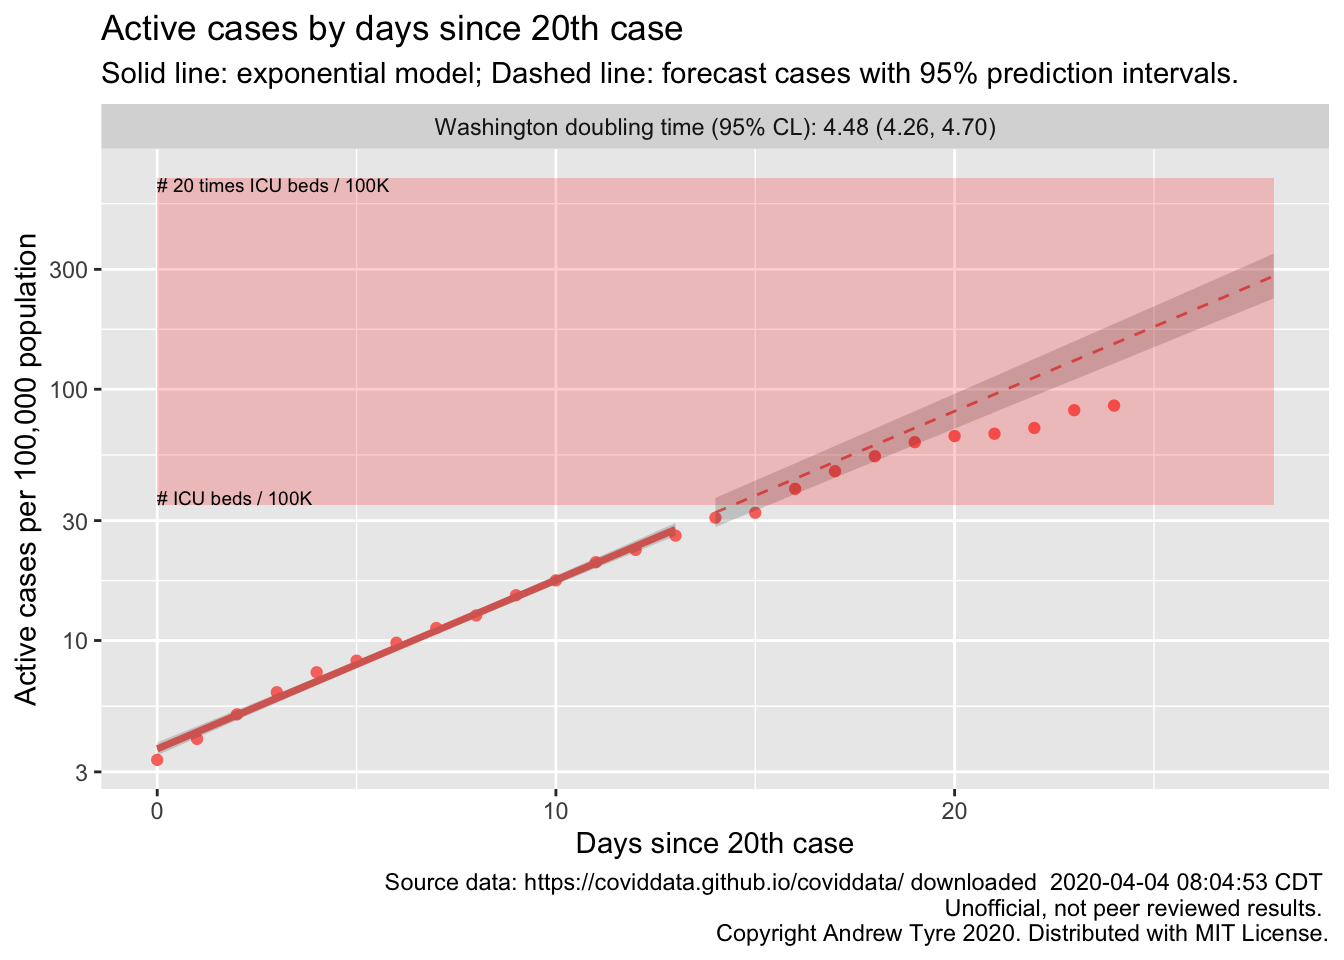 Active cases by days since 20th case
Solid line: exponential model; Dashed line: forecast cases with 95% prediction intervals.
Washington doubling time (95% CL): 4.48 (4.26, 4.70)
# 20 times ICU beds / 100K
# ICU beds / 100K
Active cases per 100,000 population
300
100
30
10
3
0
10
20
Days since 20th case
Source data: https://coviddata.github.io/coviddata/ downloaded  2020-04-04 08:04:53 CDT
Unofficial, not peer reviewed results.
Copyright Andrew Tyre 2020. Distributed with MIT License.